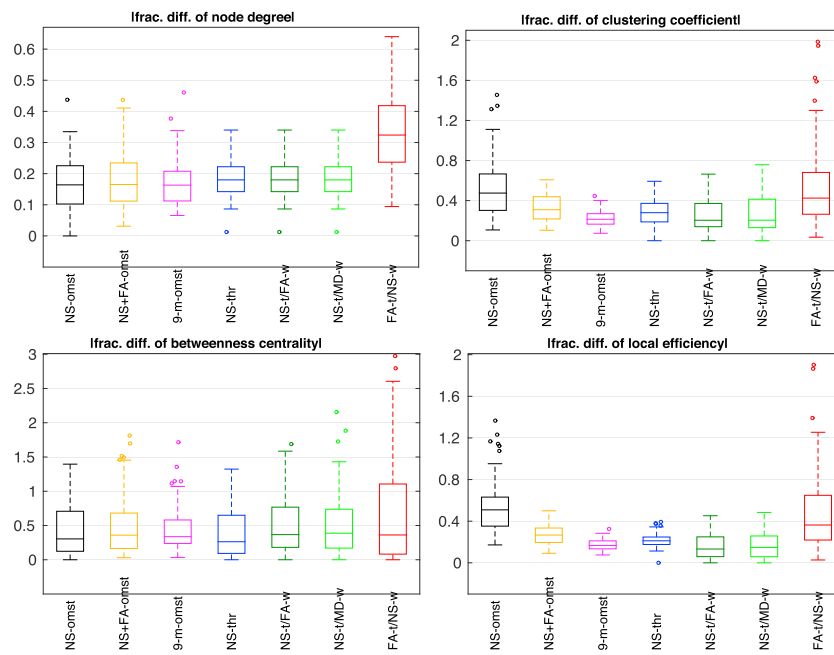 |frac. diff. of node degree|
0.6
0.5
0.4
0.3
0.2
0.1
0
NS-omst
NS+FA-omst
9-m-omst
NS-thr
NS-t/FA-w
NS-t/MD-w
FA-t/NS-w
|frac. diff. of clustering coefficient|
2
1.6
1.2
0.8
0.4
0
NS-omst
NS+FA-omst
9-m-omst
NS-thr
NS-t/FA-w
NS-t/MD-w
FA-t/NS-w
|frac. diff. of betweenness centrality|
3
2.5
2
1.5
1
0.5
0
NS-omst
NS+FA-omst
9-m-omst
NS-thr
NS-t/FA-w
NS-t/MD-w
FA-t/NS-w
|frac. diff. of local efficiency|
2
1.6
1.2
0.8
0.4
0
NS-omst
NS+FA-omst
9-m-omst
NS-thr
NS-t/FA-w
NS-t/MD-w
FA-t/NS-w